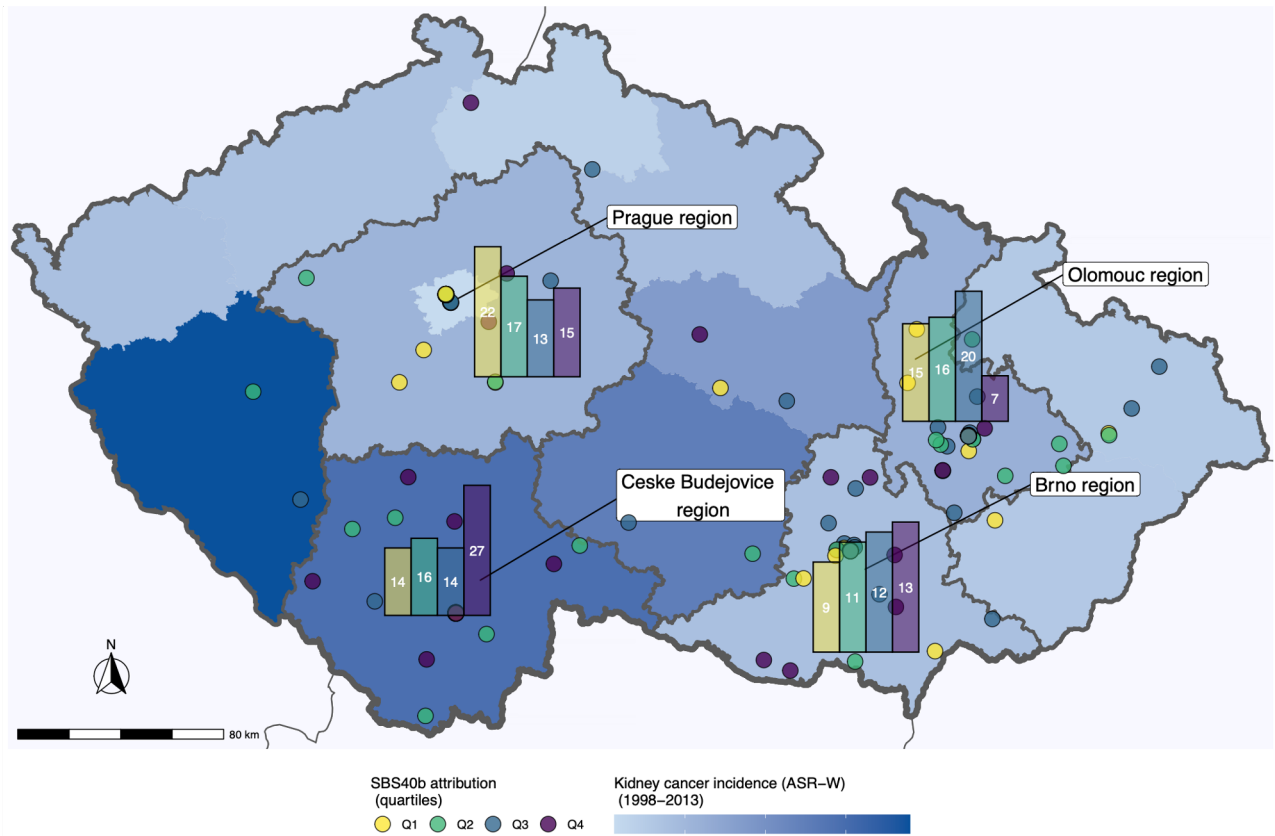 Prague region
Olomouc region
22
17
13
15
15
16
20
7
Ceske Budejovice
region
Brno region
14
16
14
27
9
11
12
13
N
80 km
SBS40b attribution
(quartiles)
Q1 Q2 Q3 Q4
Kidney cancer incidence (ASR−W)
(1998−2013)